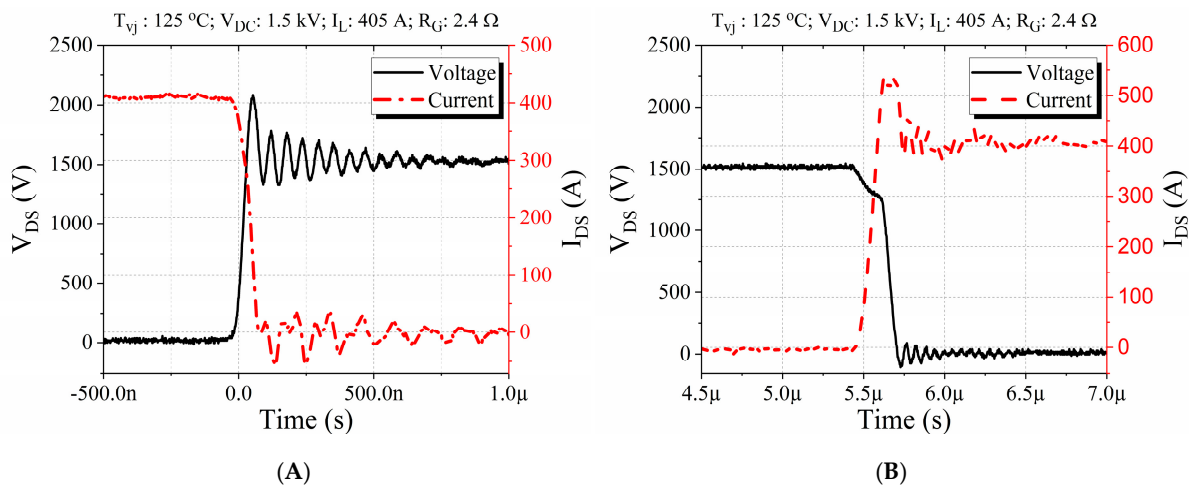 T_vj : 125 °C; V_DC: 1.5 kV; I_L: 405 A; R_G: 2.4 Ω
2500
2000
1500
1000
500
0
V_DS (V)
500
400
300
200
100
0
I_DS (A)
Voltage
Current
-500.0n
0.0
500.0n
1.0µ
Time (s)
(A)
T_vj : 125 °C; V_DC: 1.5 kV; I_L: 405 A; R_G: 2.4 Ω
2500
2000
1500
1000
500
0
V_DS (V)
600
500
400
300
200
100
0
I_DS (A)
Voltage
Current
4.5µ
5.0µ
5.5µ
6.0µ
6.5µ
7.0µ
Time (s)
(B)